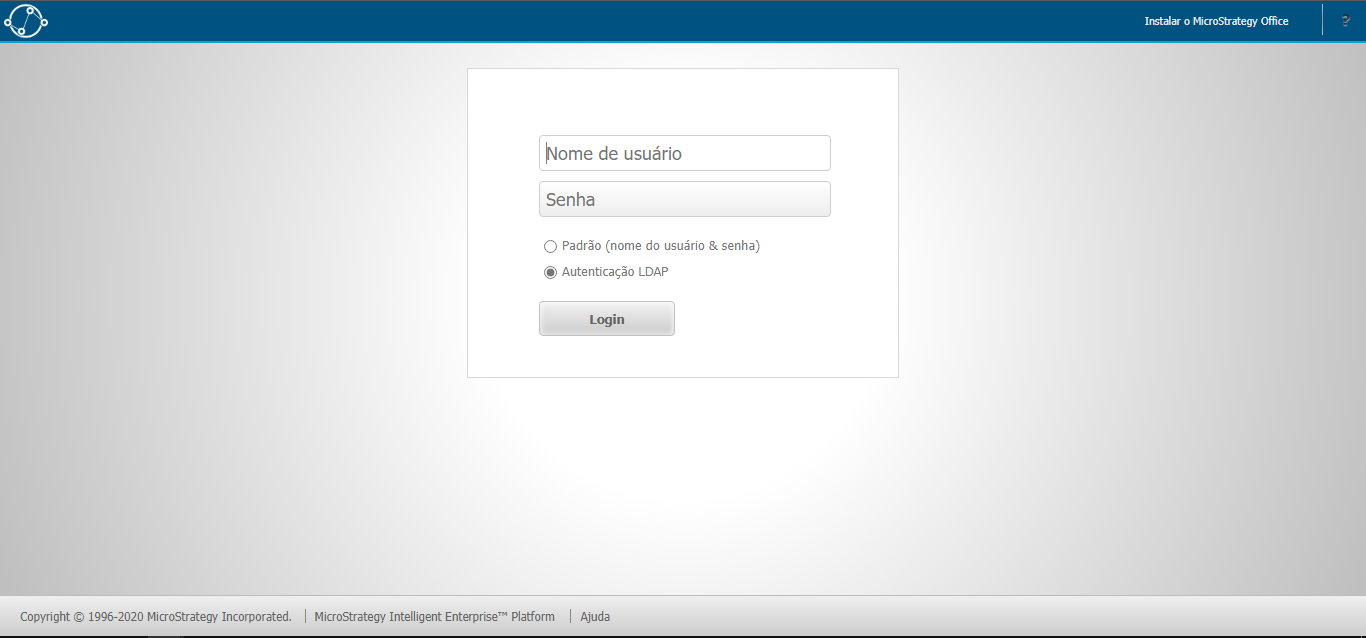 Instalar o MicroStrategy Office
?
Nome de usuário
Senha
Padrão (nome do usuário & senha)
Autenticação LDAP
Login
Copyright © 1996-2020 MicroStrategy Incorporated. MicroStrategy Intelligent Enterprise™ Platform Ajuda